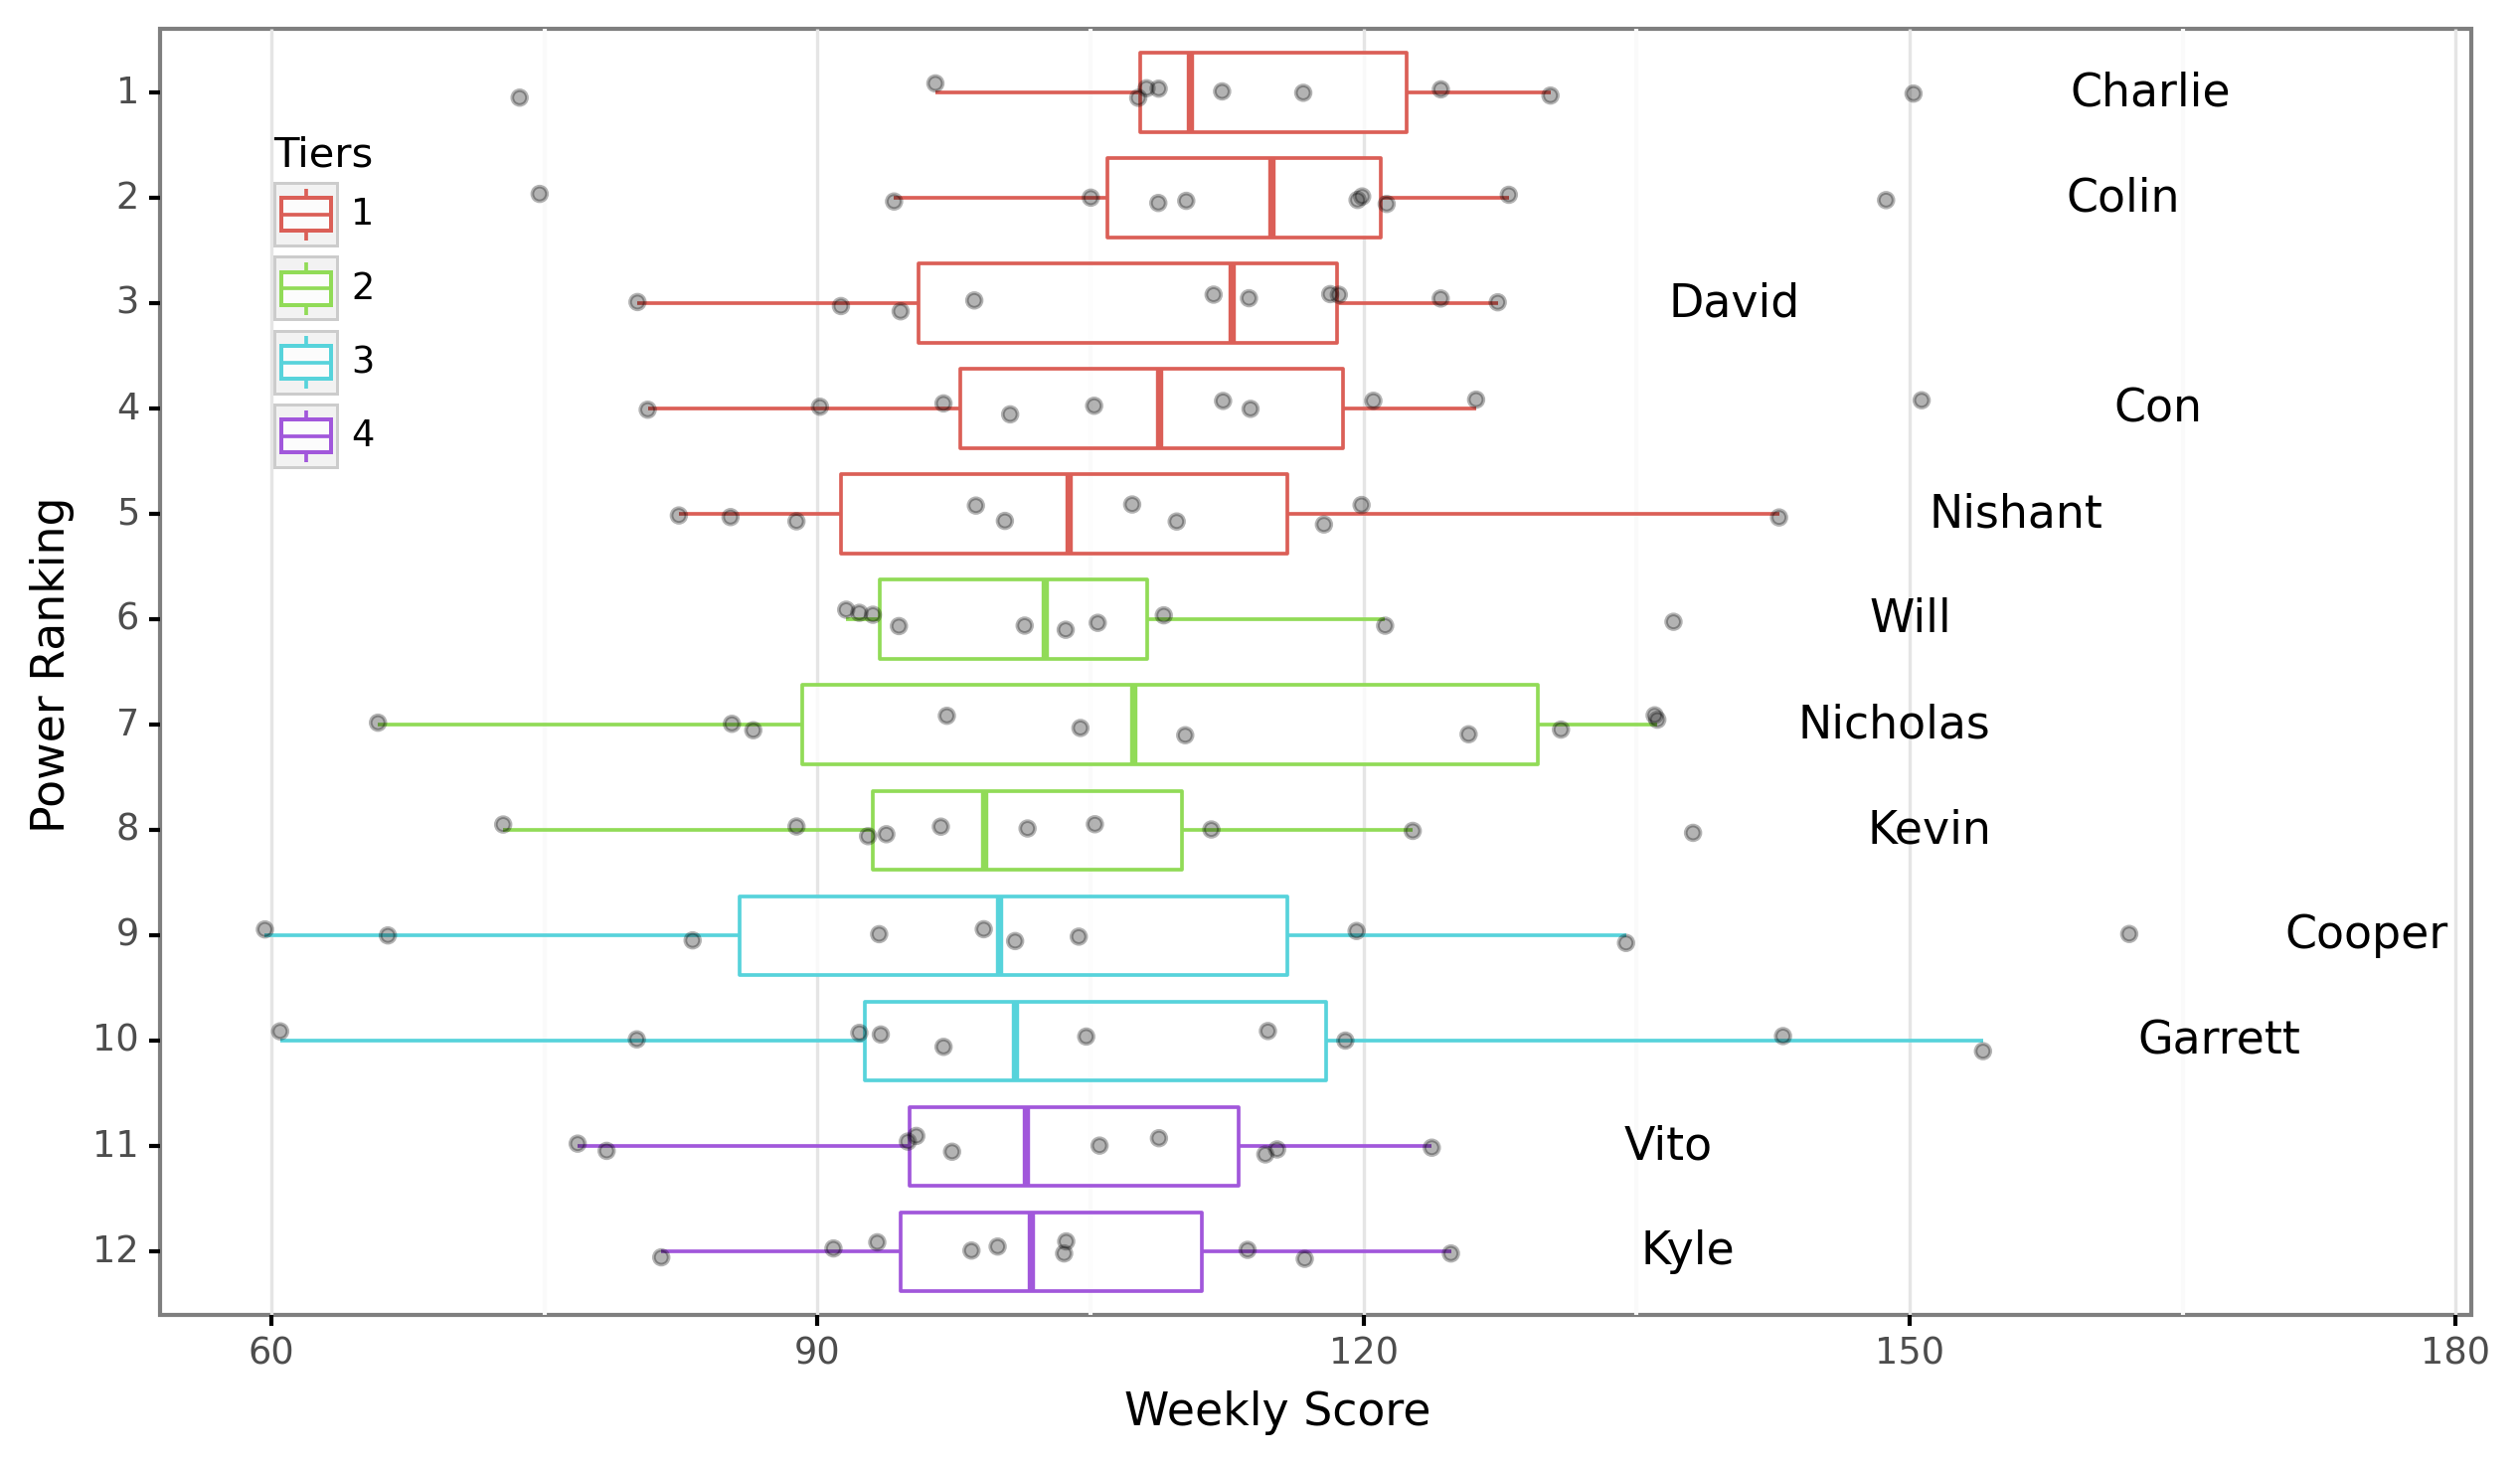 1 Charlie
Tiers
2 Colin
1
3 David
2
3
4 Con
4
5 Nishant
Power Ranking
6 Will
7 Nicholas
8 Kevin
9 Cooper
10 Garrett
11 Vito
12 Kyle
60 90 120 150 180
Weekly Score